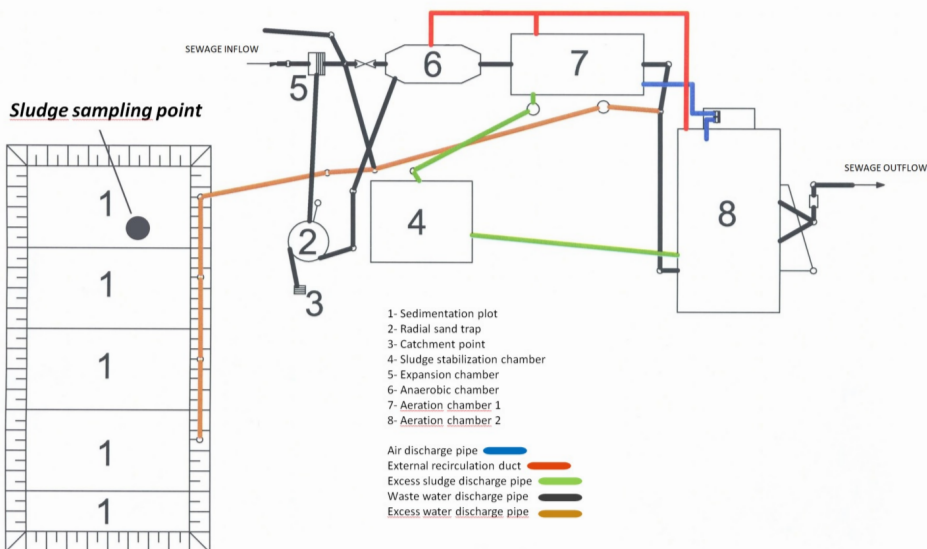 SEWAGE INFLOW
6
7
5
Sludge sampling point
SEWAGE OUTFLOW
1
4
8
2
1
3
1
1
1
1- Sedimentation plot
2- Radial sand trap
3- Catchment point
4- Sludge stabilization chamber
5- Expansion chamber
6- Anaerobic chamber
7- Aeration chamber 1
8- Aeration chamber 2
Air discharge pipe
External recirculation duct
Excess sludge discharge pipe
Waste water discharge pipe
Excess water discharge pipe